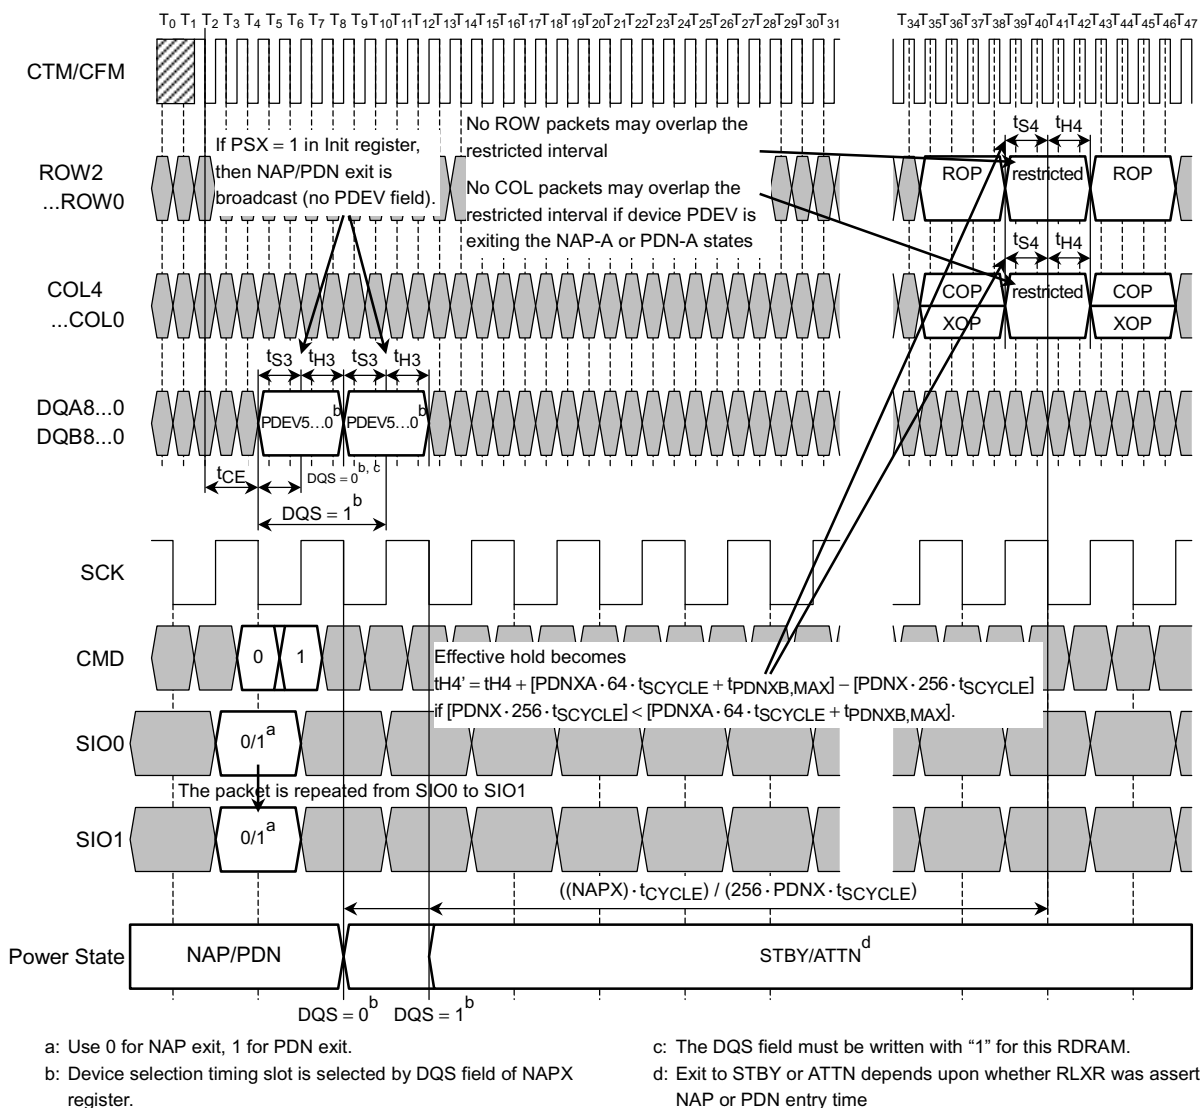 T0 T1 T2 T3 T4 T5 T6 T7 T8 T9 T10 T11 T12 T13 T14 T15 T16 T17 T18 T19 T20 T21 T22 T23 T24 T25 T26 T27 T28 T29 T30 T31 T34 T35 T36 T37 T38 T39 T40 T41 T42 T43 T44 T45 T46 T47
CTM/CFM
If PSX = 1 in Init register,
then NAP/PDN exit is
broadcast (no PDEV field).
No ROW packets may overlap the
restricted interval
No COL packets may overlap the
restricted interval if device PDEV is
exiting the NAP-A or PDN-A states
tS4 tH4
ROW2
...ROW0
ROP restricted ROP
tS4 tH4
COL4
...COL0
COP restricted COP
XOP XOP
tS3 tH3 tS3 tH3
DQA8...0
DQB8...0
PDEV5...0b PDEV5...0b
tCE DQS = 0b, c
DQS = 1b
SCK
CMD
0 1
Effective hold becomes
tH4' = tH4 + [PDNXA · 64 · tSCYCLE + tPDNXB,MAX] – [PDNX · 256 · tSCYCLE]
if [PDNX · 256 · tSCYCLE] < [PDNXA · 64 · tSCYCLE + tPDNXB,MAX].
SIO0
0/1a
The packet is repeated from SIO0 to SIO1
SIO1
0/1a
((NAPX) · tCYCLE) / (256 · PDNX · tSCYCLE)
Power State
NAP/PDN STBY/ATTNd
DQS = 0b DQS = 1b
a: Use 0 for NAP exit, 1 for PDN exit.
b: Device selection timing slot is selected by DQS field of NAPX
register.
c: The DQS field must be written with “1” for this RDRAM.
d: Exit to STBY or ATTN depends upon whether RLXR was assert
NAP or PDN entry time